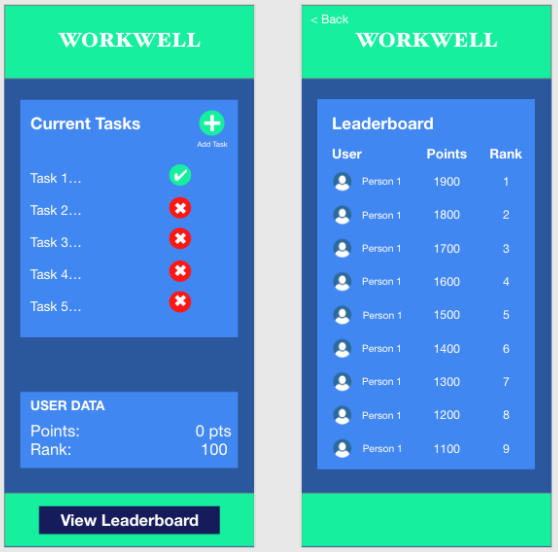 WORKWELL
Current Tasks
Add Task
Task 1...
Task 2...
Task 3...
Task 4...
Task 5...
USER DATA
Points: 0 pts
Rank: 100
View Leaderboard
< Back
WORKWELL
Leaderboard
User Points Rank
Person 1 1900 1
Person 1 1800 2
Person 1 1700 3
Person 1 1600 4
Person 1 1500 5
Person 1 1400 6
Person 1 1300 7
Person 1 1200 8
Person 1 1100 9